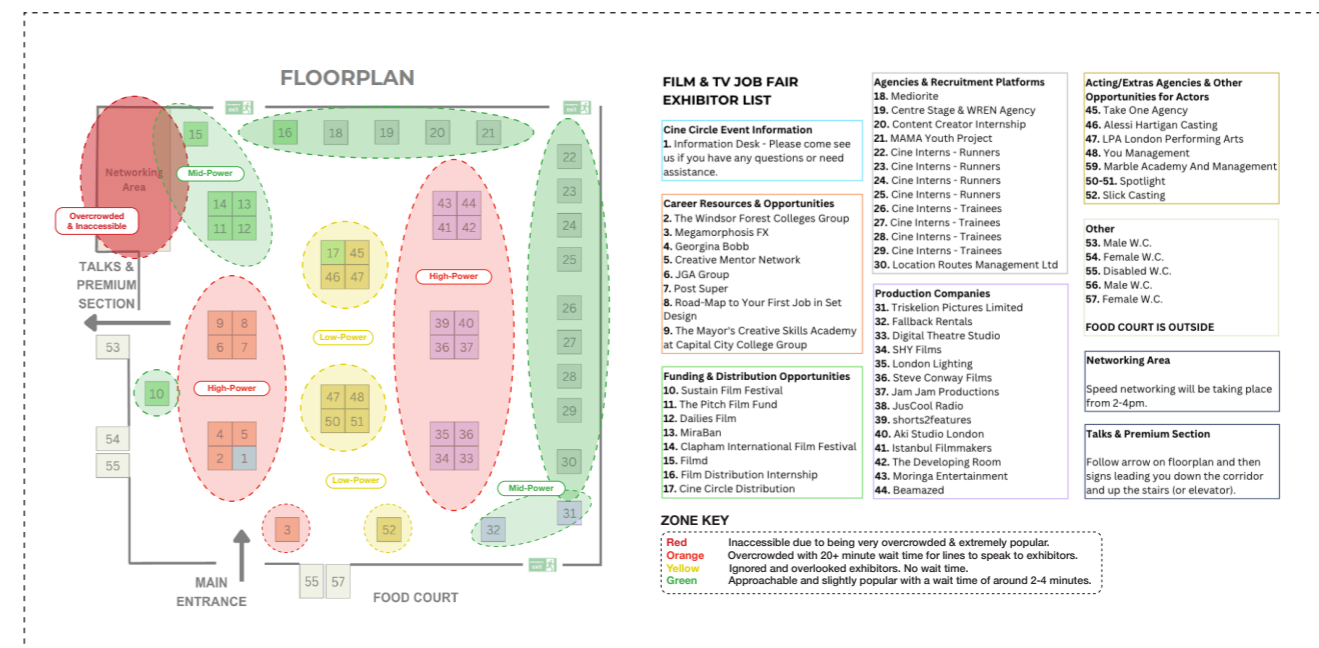 FLOORPLAN
15
16
18
19
20
21
Networking
Area
Mid-Power
Overcrowded
& Inaccessible
14 13
11 12
43 44
41 42
22
23
24
25
26
27
28
29
30
31
17 45
46 47
High-Power
TALKS &
PREMIUM
SECTION
9 8
6 7
39 40
36 37
Low-Power
53
10
High-Power
47 48
50 51
4 5
2 1
35 36
34 33
54
55
Low-Power
Mid-Power
3
52
32
EXIT
MAIN
ENTRANCE
55 57
FOOD COURT
FILM & TV JOB FAIR
EXHIBITOR LIST
Cine Circle Event Information
1. Information Desk - Please come see
us if you have any questions or need
assistance.
Career Resources & Opportunities
2. The Windsor Forest Colleges Group
3. Megamorphosis FX
4. Georgina Bobb
5. Creative Mentor Network
6. JGA Group
7. Post Super
8. Road-Map to Your First Job in Set
Design
9. The Mayor's Creative Skills Academy
at Capital City College Group
Funding & Distribution Opportunities
10. Sustain Film Festival
11. The Pitch Film Fund
12. Dailies Film
13. MiraBan
14. Clapham International Film Festival
15. Filmd
16. Film Distribution Internship
17. Cine Circle Distribution
Agencies & Recruitment Platforms
18. Mediorite
19. Centre Stage & WREN Agency
20. Content Creator Internship
21. MAMA Youth Project
22. Cine Interns - Runners
23. Cine Interns - Runners
24. Cine Interns - Runners
25. Cine Interns - Runners
26. Cine Interns - Trainees
27. Cine Interns - Trainees
28. Cine Interns - Trainees
29. Cine Interns - Trainees
30. Location Routes Management Ltd
Production Companies
31. Triskelion Pictures Limited
32. Fallback Rentals
33. Digital Theatre Studio
34. SHY Films
35. London Lighting
36. Steve Conway Films
37. Jam Jam Productions
38. JusCool Radio
39. shorts2features
40. Aki Studio London
41. Istanbul Filmmakers
42. The Developing Room
43. Moringa Entertainment
44. Beamazed
Acting/Extras Agencies & Other
Opportunities for Actors
45. Take One Agency
46. Alessi Hartigan Casting
47. LPA London Performing Arts
48. You Management
59. Marble Academy And Management
50-51. Spotlight
52. Slick Casting
Other
53. Male W.C.
54. Female W.C.
55. Disabled W.C.
56. Male W.C.
57. Female W.C.
FOOD COURT IS OUTSIDE
Networking Area
Speed networking will be taking place
from 2-4pm.
Talks & Premium Section
Follow arrow on floorplan and then
signs leading you down the corridor
and up the stairs (or elevator).
ZONE KEY
Red Inaccessible due to being very overcrowded & extremely popular.
Orange Overcrowded with 20+ minute wait time for lines to speak to exhibitors.
Yellow Ignored and overlooked exhibitors. No wait time.
Green Approachable and slightly popular with a wait time of around 2-4 minutes.